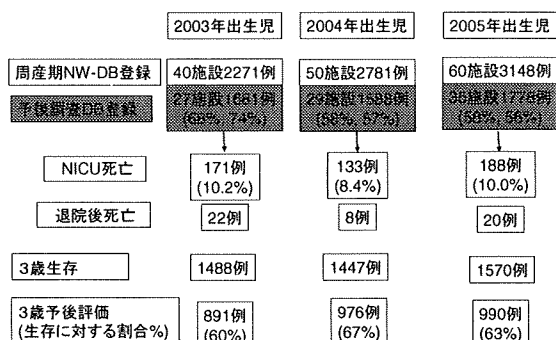 2003年出生児 2004年出生児 2005年出生児
周産期NW-DB登録 40施設2271例 50施設2781例 60施設3148例
予後調査DB登録 27施設1681例 29施設1588例 1778例
(68%, 74%) (58%, 57%)
NICU死亡 171例 133例 188例
(10.2%) (8.4%) (10.0%)
退院後死亡 22例 8例 20例
3歳生存 1488例 1447例 1570例
3歳予後評価 891例 976例 990例
(生存に対する割合%) (60%) (67%) (63%)